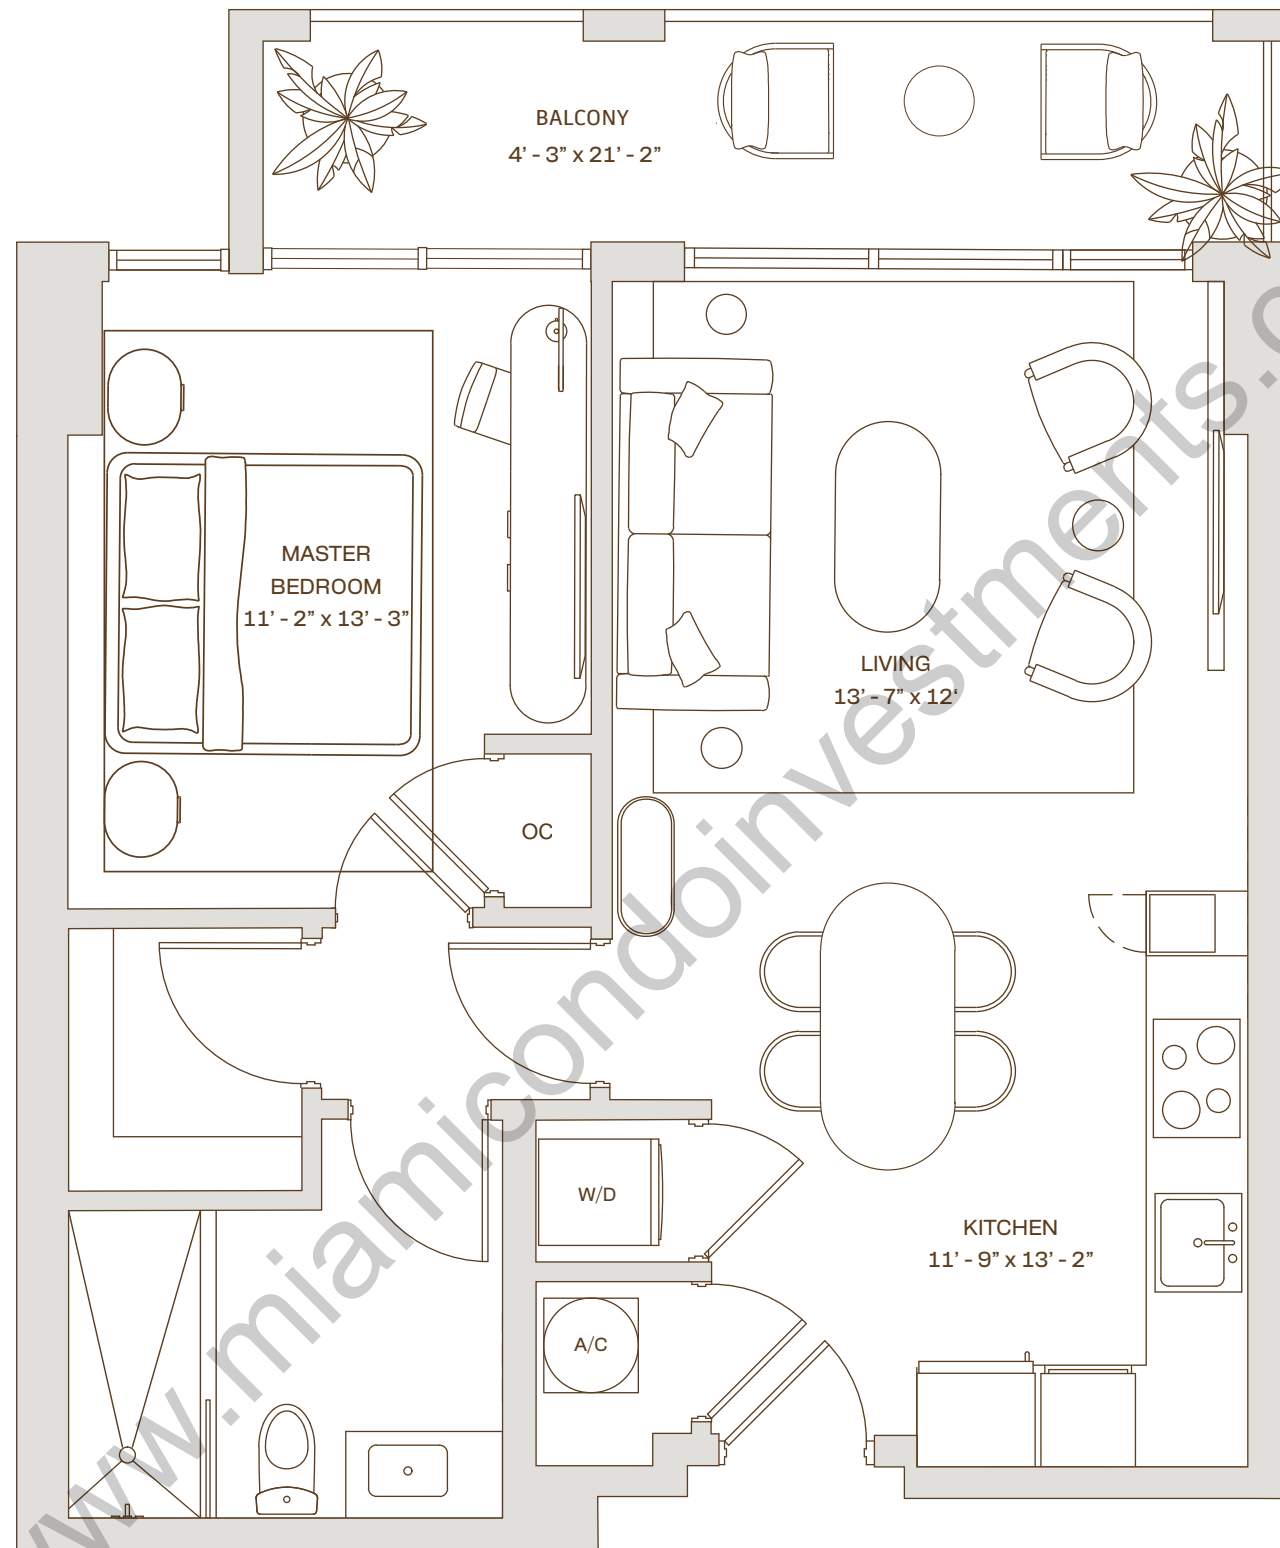 BALCONY
4’ - 3” x 21’ - 2”
MASTER
BEDROOM
11’ - 2” x 13’ - 3”
LIVING
13’ - 7” x 12‘
OC
W/D
KITCHEN
11’ - 9” x 13’ - 2”
A/C
www.miamicondoinvestments.c